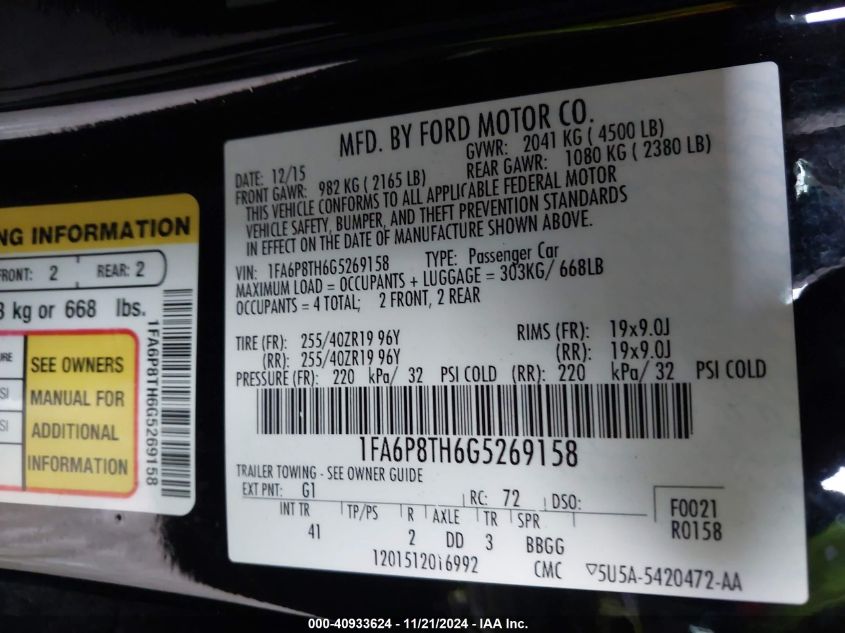 MFD. BY FORD MOTOR CO.
DATE: 12/15 GVWR: 2041 KG ( 4500 LB)
FRONT GAWR: 982 KG ( 2165 LB) REAR GAWR: 1080 KG ( 2380 LB)
THIS VEHICLE CONFORMS TO ALL APPLICABLE FEDERAL MOTOR
VEHICLE SAFETY, BUMPER, AND THEFT PREVENTION STANDARDS
IN EFFECT ON THE DATE OF MANUFACTURE SHOWN ABOVE.
VIN: 1FA6P8TH6G5269158 TYPE: Passenger Car
MAXIMUM LOAD = OCCUPANTS + LUGGAGE = 303KG/ 668LB
OCCUPANTS = 4 TOTAL; 2 FRONT, 2 REAR
TIRE (FR): 255/40ZR19 96Y RIMS (FR): 19x9.0J
(RR): 255/40ZR19 96Y (RR): 19x9.0J
PRESSURE (FR): 220 kPa/ 32 PSI COLD (RR): 220 kPa/ 32 PSI COLD
1FA6P8TH6G5269158
TRAILER TOWING - SEE OWNER GUIDE
EXT PNT: G1 RC: 72 DSO: F0021
INT TR TP/PS R AXLE TR SPR R0158
41 2 DD 3 BBGG
1201512016992 CMC ▽5U5A-5420472-AA
NG INFORMATION
FRONT: 2 REAR: 2
8 kg or 668 lbs.
SEE OWNERS
MANUAL FOR
ADDITIONAL
INFORMATION
1FA6P8TH6G5269158
000-40933624 - 11/21/2024 - IAA Inc.